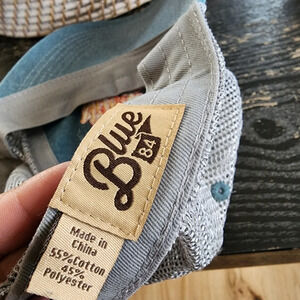 Blue
84
Made in
China
55%Cotton
45%
Polyester